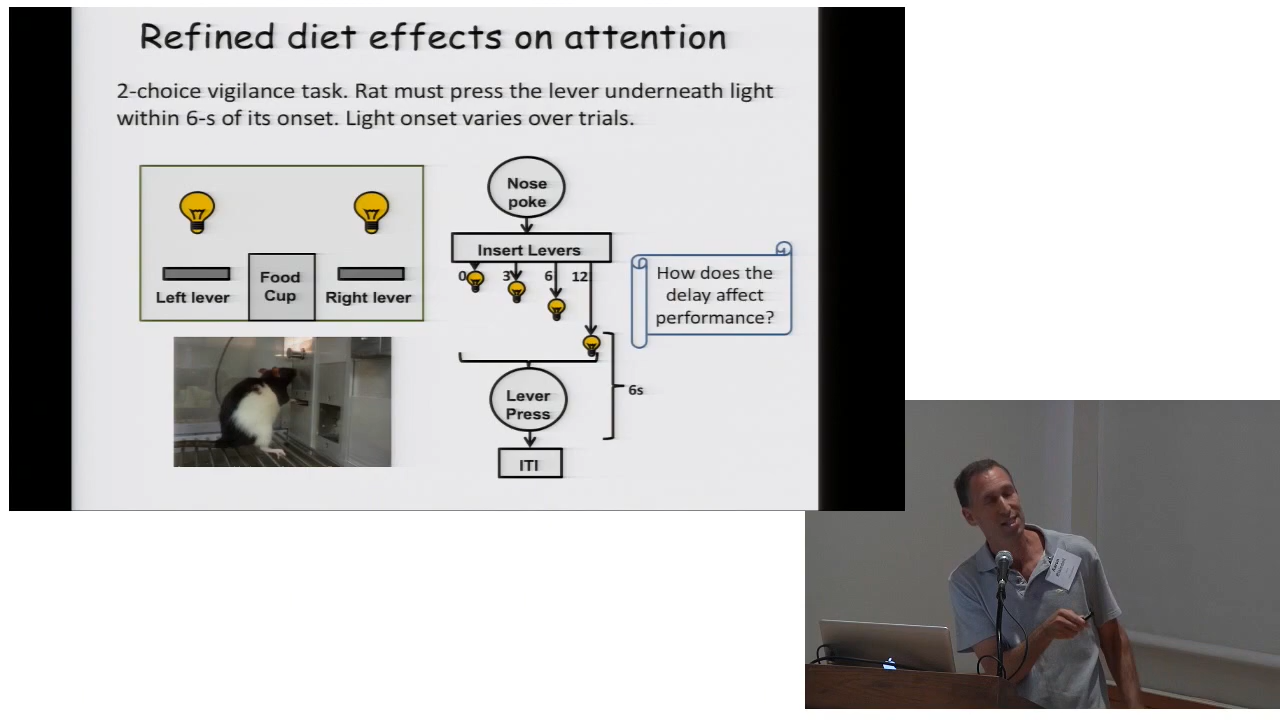 Refined diet effects on attention
2-choice vigilance task. Rat must press the lever underneath light
within 6-s of its onset. Light onset varies over trials.
Left lever
Food
Cup
Right lever
Nose
poke
Insert Levers
0 3 6 12
How does the
delay affect
performance?
6s
Lever
Press
ITI